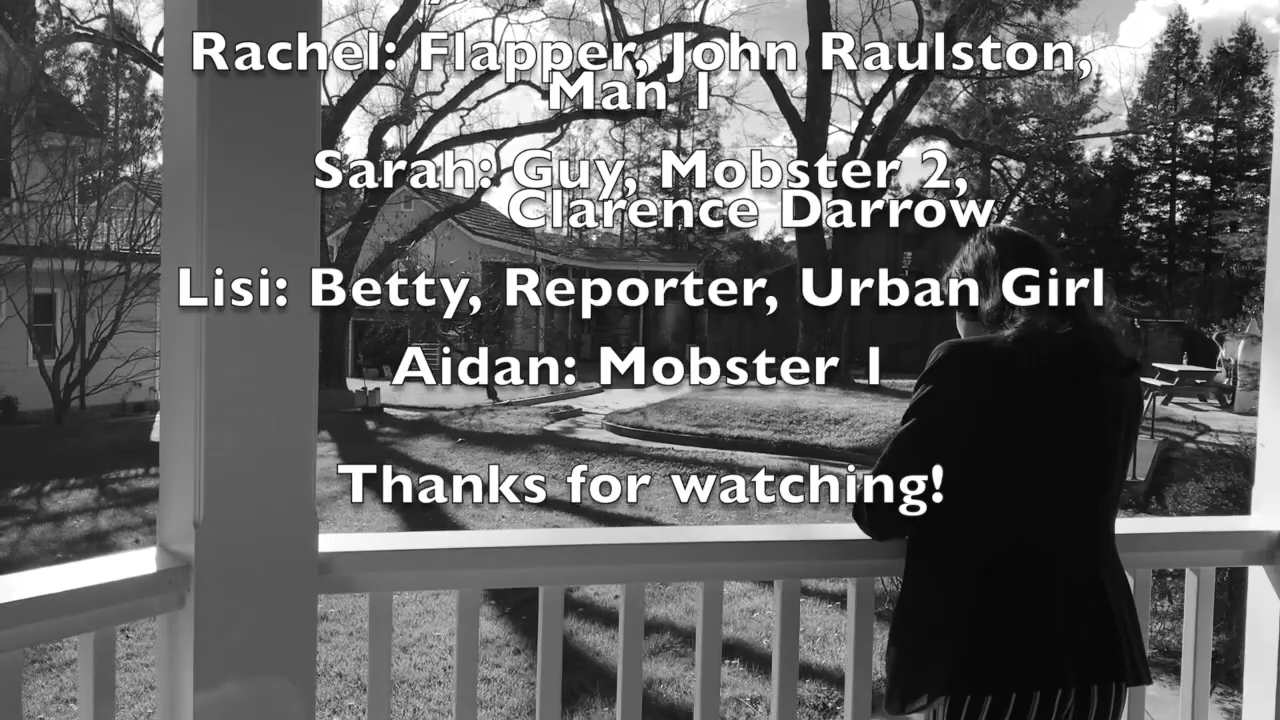 Rachel: Flapper, John Raulston,
Man 1
Sarah: Guy, Mobster 2,
Clarence Darrow
Lisi: Betty, Reporter, Urban Girl
Aidan: Mobster 1
Thanks for watching!